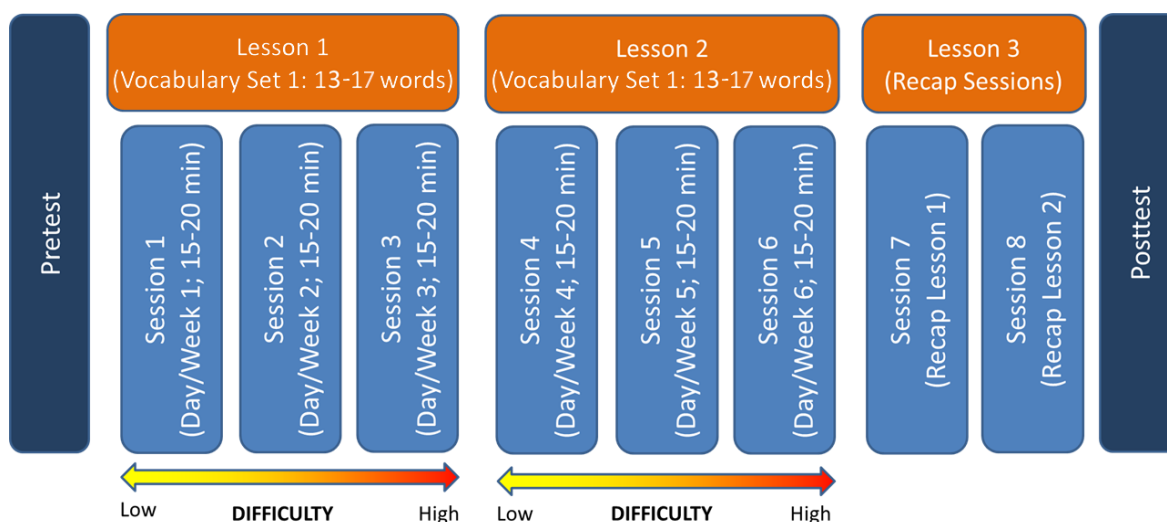 Pretest
Lesson 1
(Vocabulary Set 1: 13-17 words)
Session 1
(Day/Week 1; 15-20 min)
Session 2
(Day/Week 2; 15-20 min)
Session 3
(Day/Week 3; 15-20 min)
Low
DIFFICULTY
High
Lesson 2
(Vocabulary Set 1: 13-17 words)
Session 4
(Day/Week 4; 15-20 min)
Session 5
(Day/Week 5; 15-20 min)
Session 6
(Day/Week 6; 15-20 min)
Low
DIFFICULTY
High
Lesson 3
(Recap Sessions)
Session 7
(Recap Lesson 1)
Session 8
(Recap Lesson 2)
Posttest